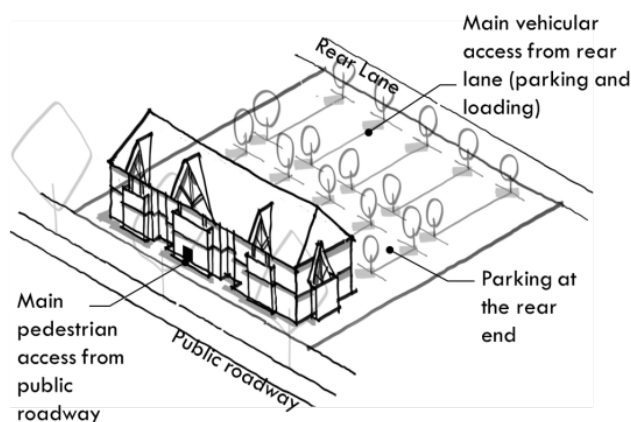 Main vehicular
access from rear
lane (parking and
loading)
Rear Lane
Parking at
the rear
end
Main
pedestrian
access from
public
roadway
Public roadway